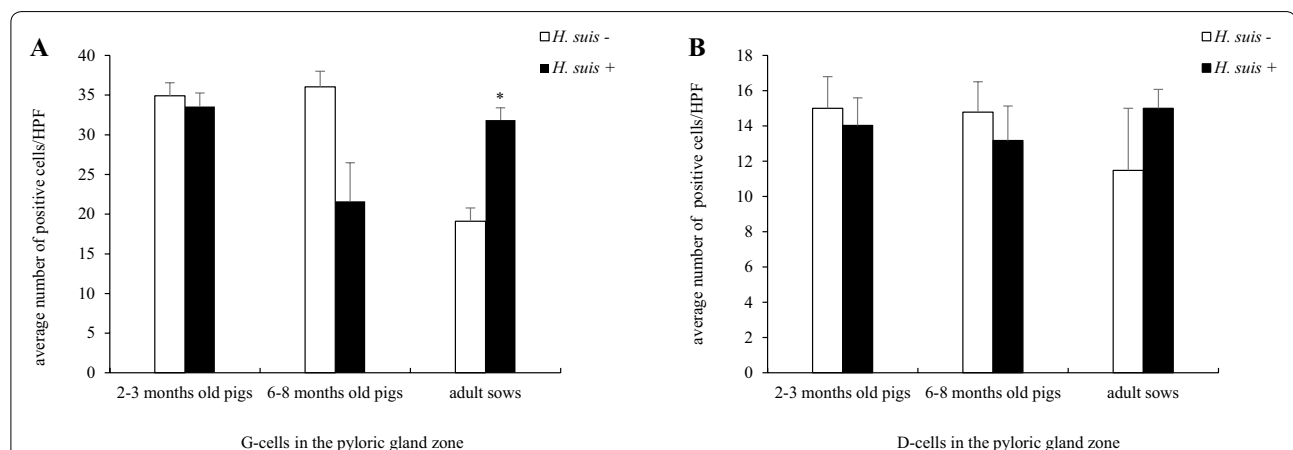 A
H. suis -
H. suis +
average number of positive cells/HPF
40
35
30
25
20
15
10
5
0
*
2-3 months old pigs
6-8 months old pigs
adult sows
G-cells in the pyloric gland zone
B
H. suis -
H. suis +
average number of positive cells/HPF
18
16
14
12
10
8
6
4
2
0
2-3 months old pigs
6-8 months old pigs
adult sows
D-cells in the pyloric gland zone